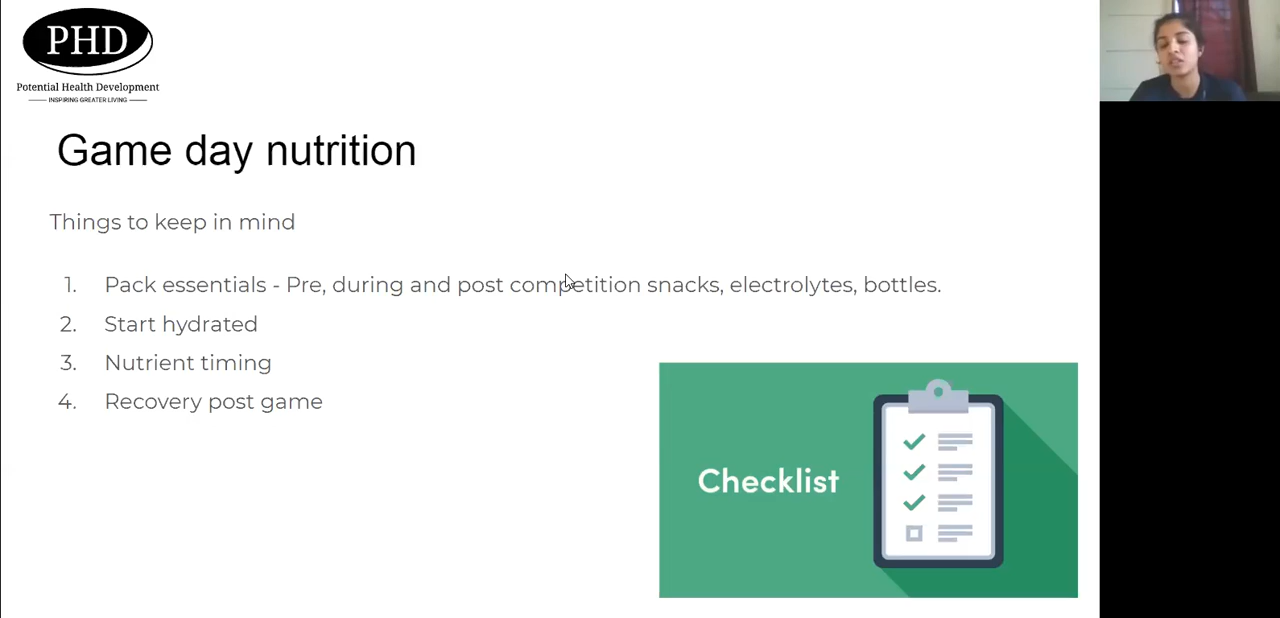 PHD
Potential Health Development
INSPIRING GREATER LIVING
Game day nutrition
Things to keep in mind
1. Pack essentials - Pre, during and post competition snacks, electrolytes, bottles.
2. Start hydrated
3. Nutrient timing
4. Recovery post game
Checklist